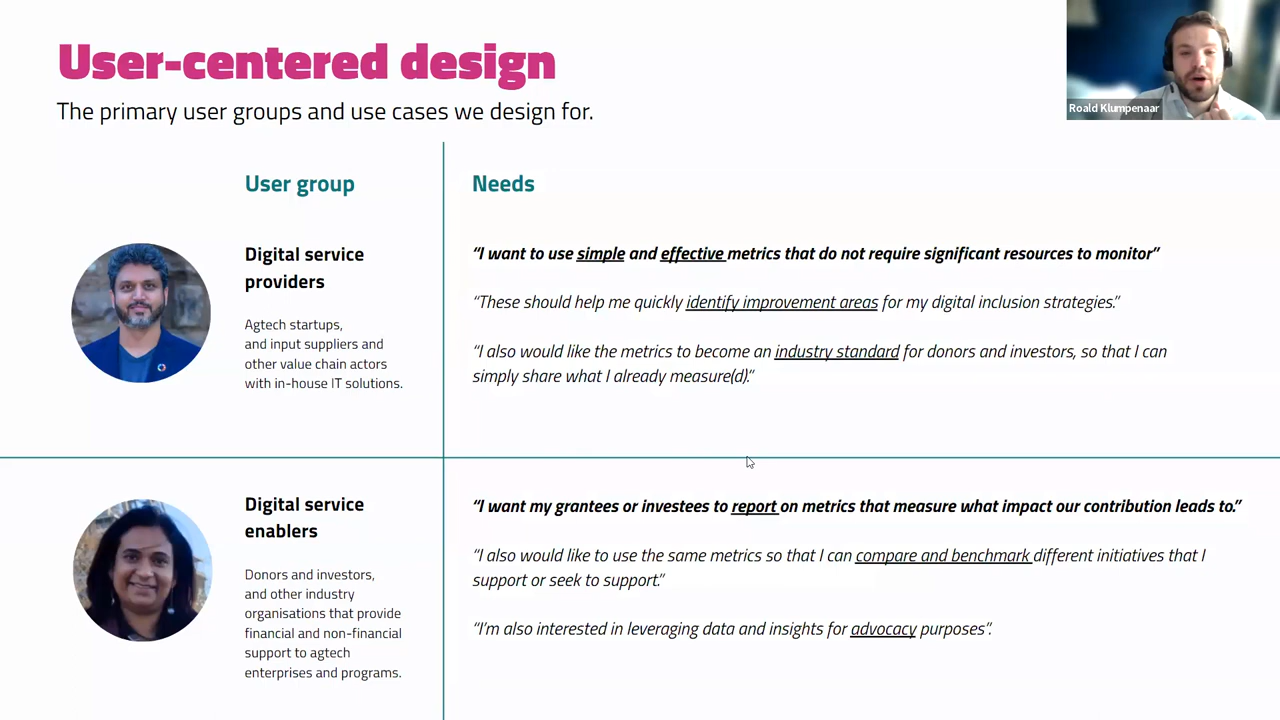 User-centered design
The primary user groups and use cases we design for.
Roald Klumpenaar
User group
Needs
Digital service
providers
Agtech startups,
and input suppliers and
other value chain actors
with in-house IT solutions.
“I want to use simple and effective metrics that do not require significant resources to monitor”
“These should help me quickly identify improvement areas for my digital inclusion strategies.”
“I also would like the metrics to become an industry standard for donors and investors, so that I can
simply share what I already measure(d).”
Digital service
enablers
Donors and investors,
and other industry
organisations that provide
financial and non-financial
support to agtech
enterprises and programs.
“I want my grantees or investees to report on metrics that measure what impact our contribution leads to.”
“I also would like to use the same metrics so that I can compare and benchmark different initiatives that I
support or seek to support.”
“I’m also interested in leveraging data and insights for advocacy purposes”.